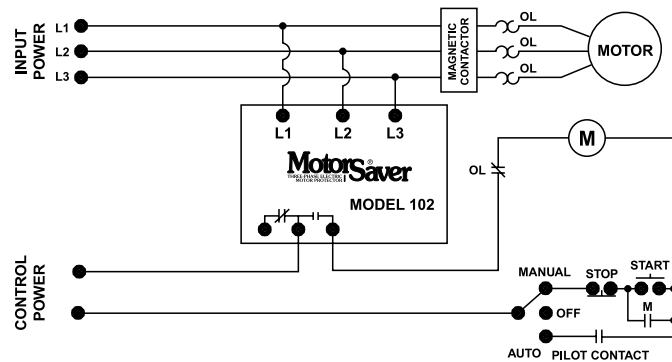 INPUT POWER
L1
L2
L3
MAGNETIC CONTACTOR
OL
OL
OL
MOTOR
L1 L2 L3
MotorSaver®
THREE-PHASE ELECTRIC
MOTOR PROTECTOR
MODEL 102
OL
M
CONTROL POWER
MANUAL
STOP
START
OFF
M
AUTO
PILOT CONTACT